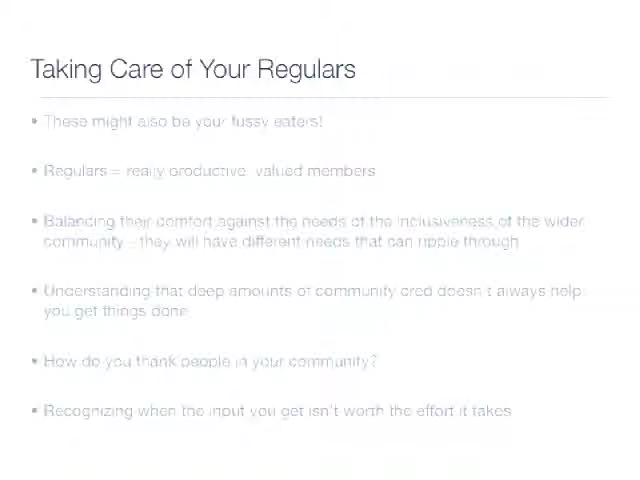 Taking Care of Your Regulars
• These might also be your fussy eaters!
• Regulars = really productive, valued members
• Balancing their comfort against the needs of the inclusiveness of the wider
community - they will have different needs that can ripple through
• Understanding that deep amounts of community cred doesn't always help
you get things done
• How do you thank people in your community?
• Recognizing when the input you get isn't worth the effort it takes